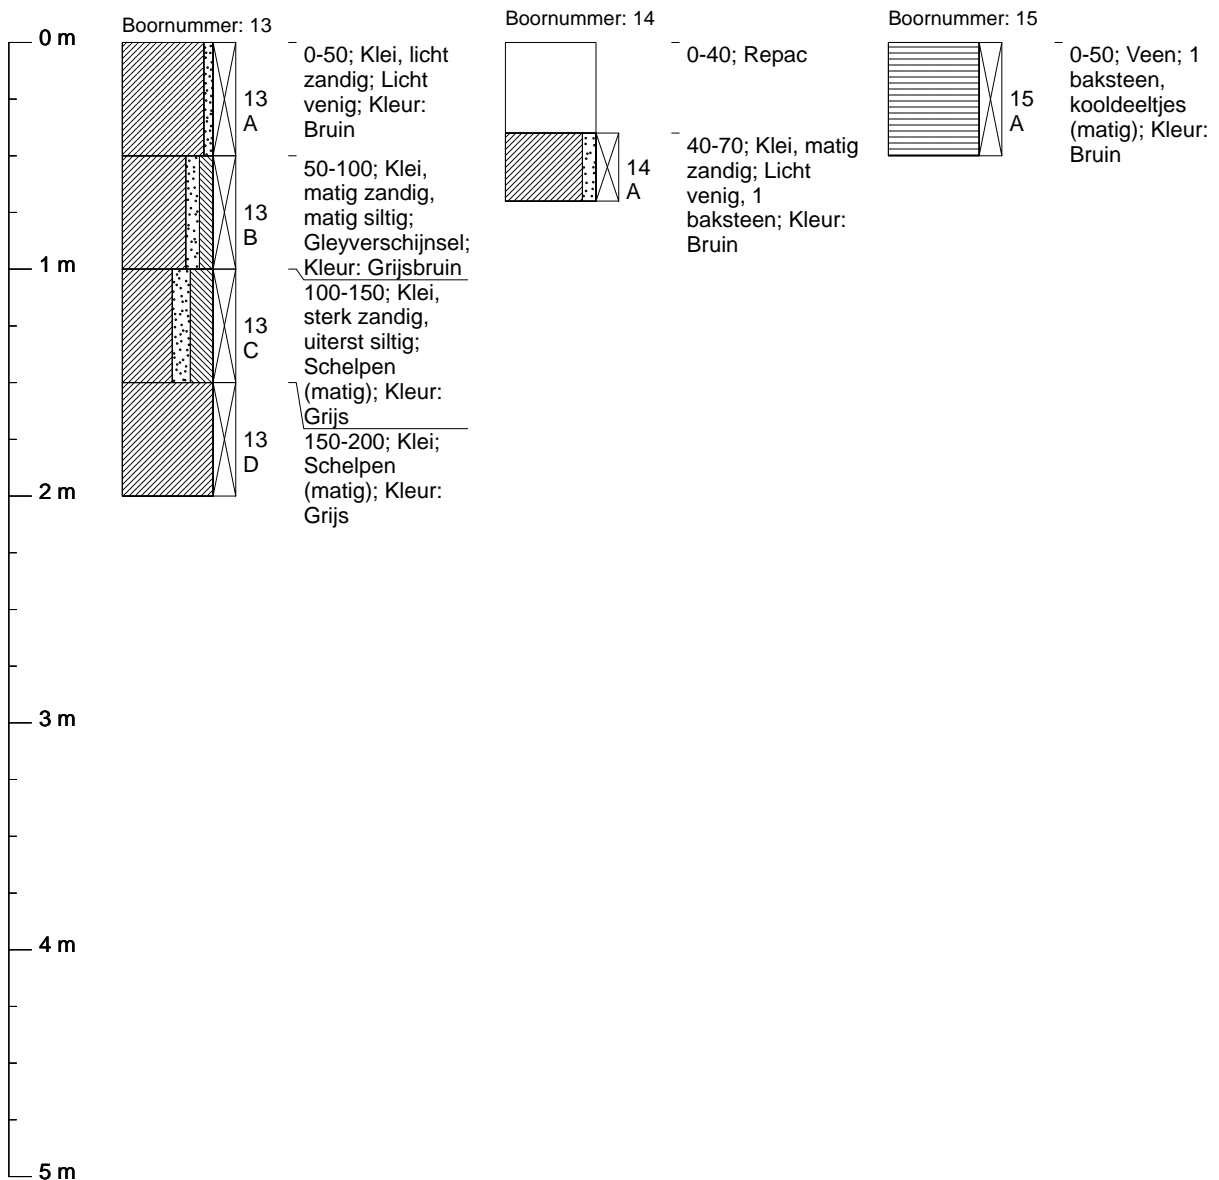 Boornummer: 13
0 m
1 m
2 m
3 m
4 m
5 m
13
A
13
B
13
C
13
D
0-50; Klei, licht
zandig; Licht
venig; Kleur:
Bruin
50-100; Klei,
matig zandig,
matig siltig;
Gleyverschijnsel;
Kleur: Grijsbruin
100-150; Klei,
sterk zandig,
uiterst siltig;
Schelpen
(matig); Kleur:
Grijs
150-200; Klei;
Schelpen
(matig); Kleur:
Grijs
Boornummer: 14
14
A
0-40; Repac
40-70; Klei, matig
zandig; Licht
venig, 1
baksteen; Kleur:
Bruin
Boornummer: 15
15
A
0-50; Veen; 1
baksteen,
kooldeeltjes
(matig); Kleur:
Bruin